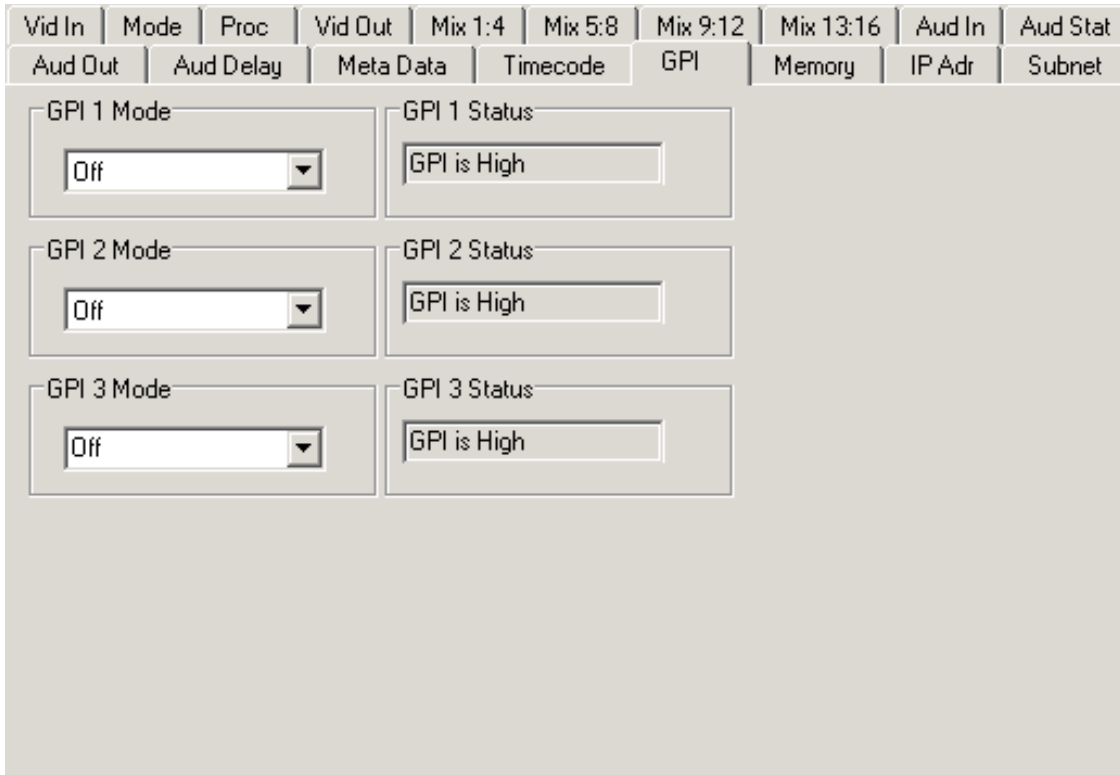 Vid In Mode Proc Vid Out Mix 1:4 Mix 5:8 Mix 9:12 Mix 13:16 Aud In Aud Stat
Aud Out Aud Delay Meta Data Timecode GPI Memory IP Adr Subnet
GPI 1 Mode GPI 1 Status
Off GPI is High
GPI 2 Mode GPI 2 Status
Off GPI is High
GPI 3 Mode GPI 3 Status
Off GPI is High